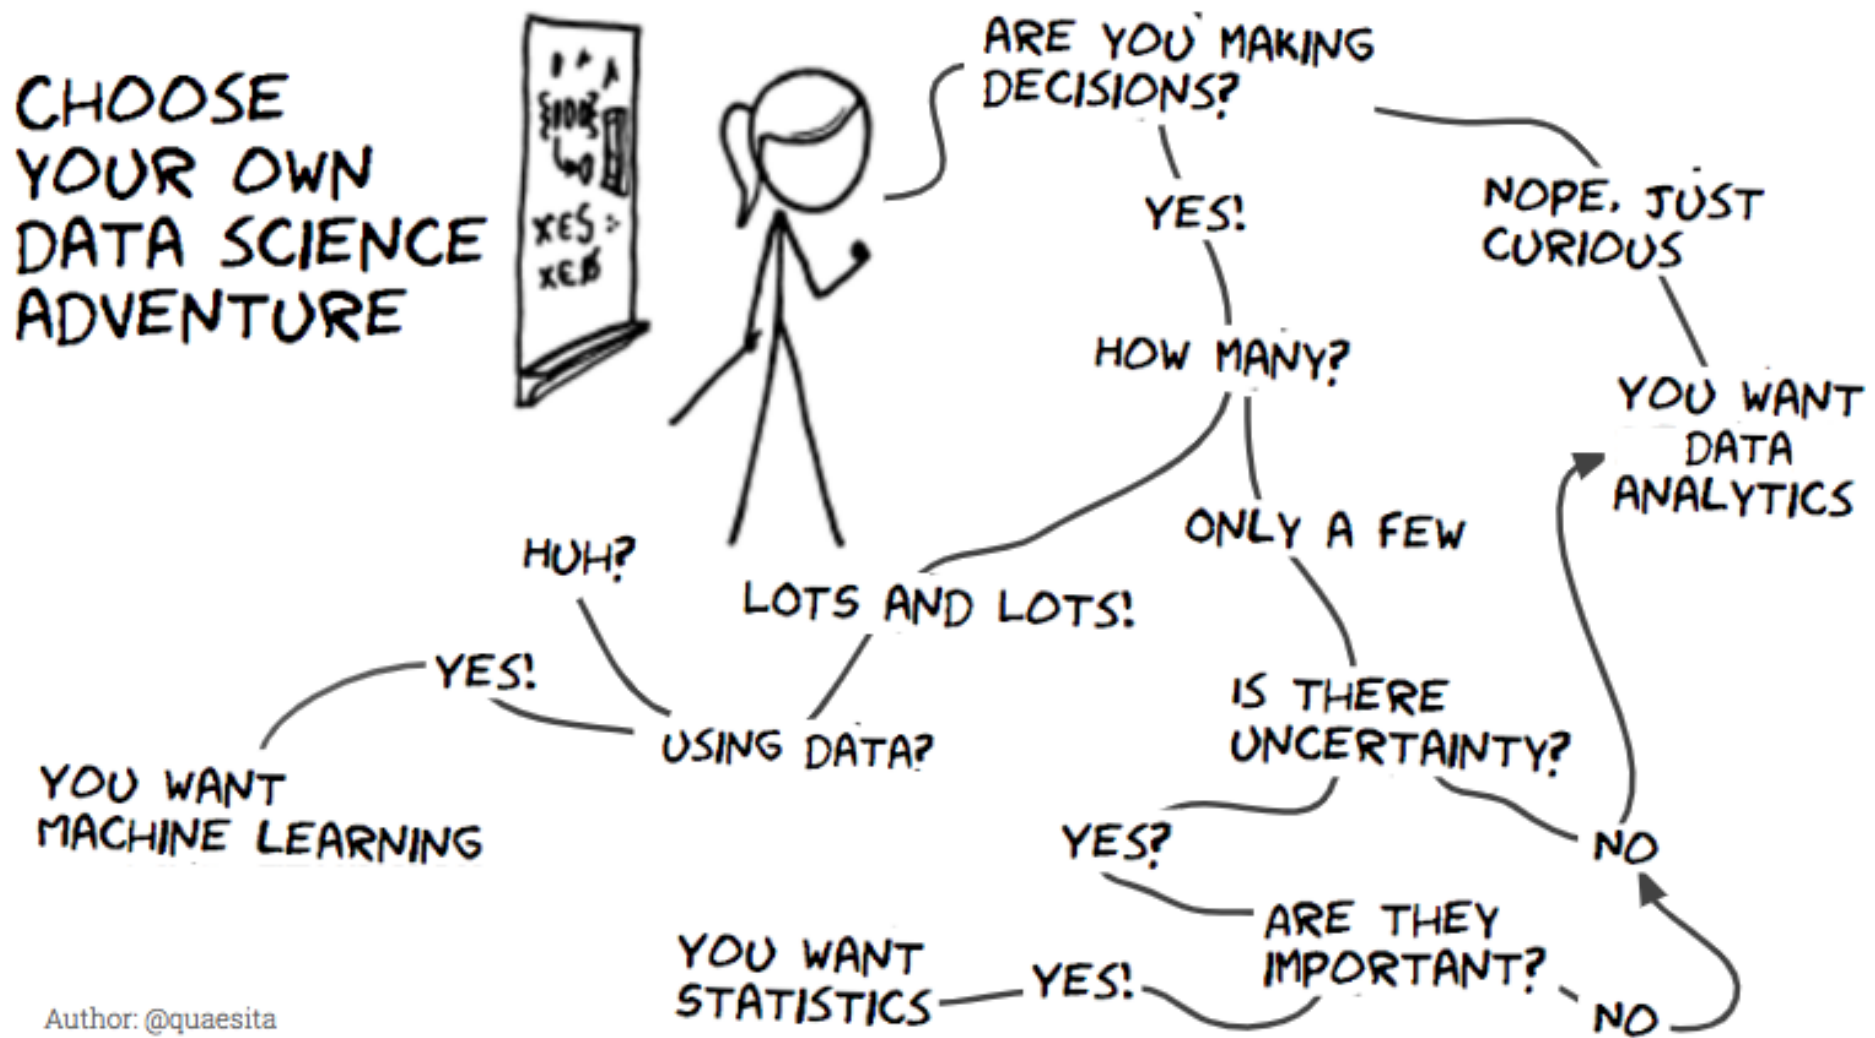 CHOOSE
YOUR OWN
DATA SCIENCE
ADVENTURE
ARE YOU MAKING
DECISIONS?
YES!
NOPE, JUST
CURIOUS
HOW MANY?
YOU WANT
DATA
ANALYTICS
ONLY A FEW
HUH?
LOTS AND LOTS!
YES!
USING DATA?
IS THERE
UNCERTAINTY?
YOU WANT
MACHINE LEARNING
YES?
NO
ARE THEY
IMPORTANT?
YOU WANT
STATISTICS
YES!
NO
Author: @quaesita